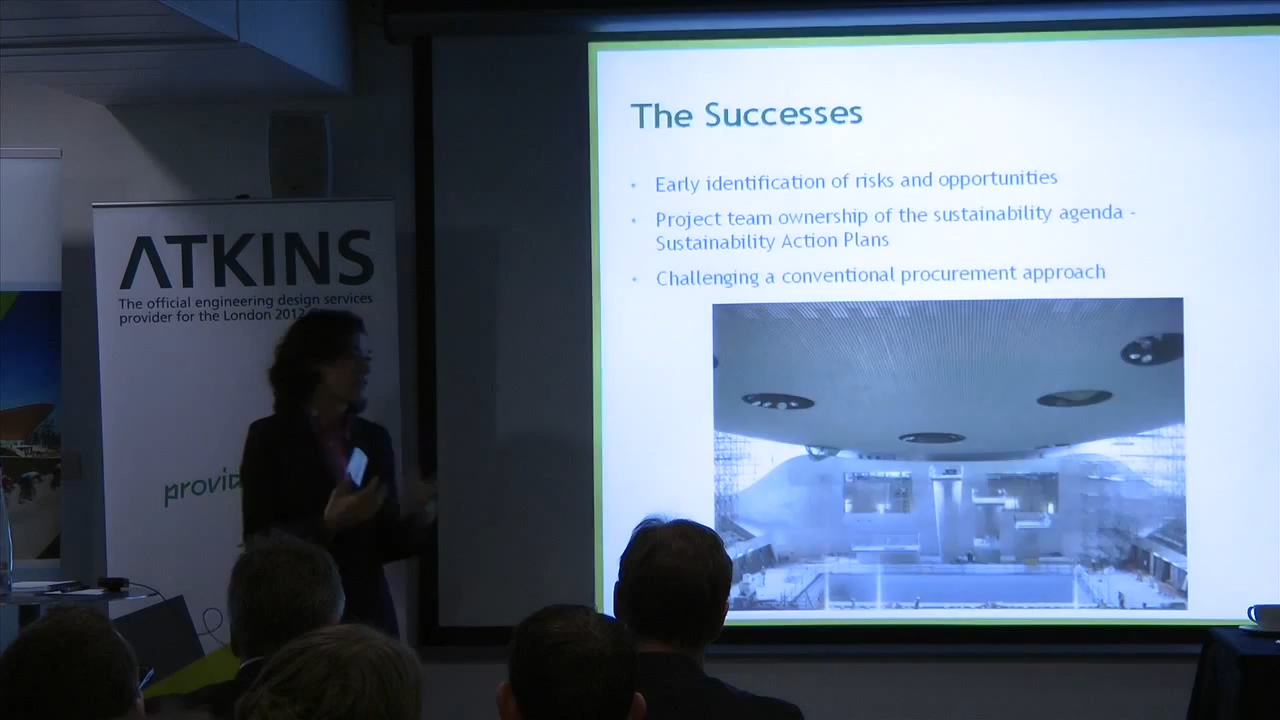 ATKINS
The official engineering design services
provider for the London 2012
The Successes
Early identification of risks and opportunities
Project team ownership of the sustainability agenda -
Sustainability Action Plans
Challenging a conventional procurement approach